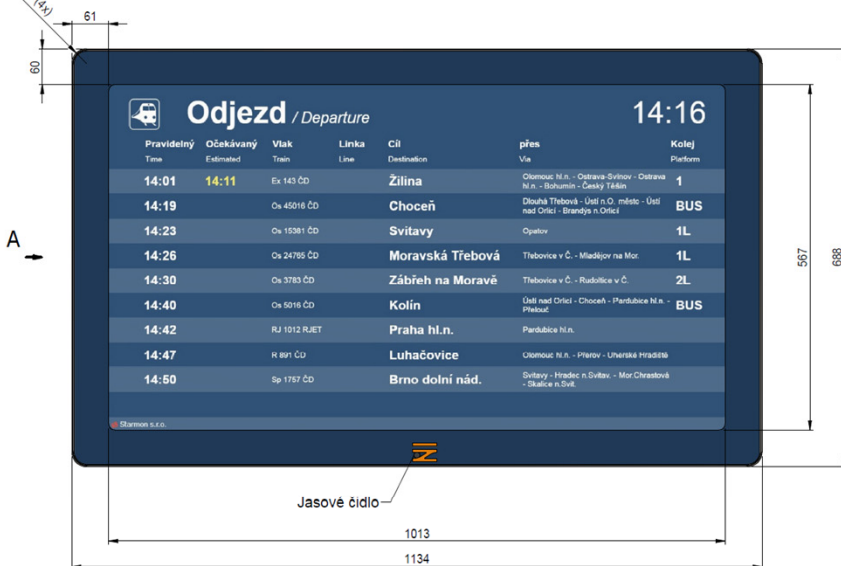 (4x)
61
60
Odjezd / Departure 14:16
Pravidelný Očekávaný Vlak Linka Cíl přes Kolej
Time Estimated Train Line Destination Via Platform
14:01 14:11 Ex 143 ČD Žilina Olomouc hl.n. - Ostrava-Svinov - Ostrava
hl.n. - Bohumín - Český Těšín 1
14:19 Os 45016 ČD Choceň Dlouhá Třebová - Ústí n.O. město - Ústí
nad Orlicí - Brandýs n.Orlicí BUS
14:23 Os 15381 ČD Svitavy Opatov 1L
14:26 Os 24765 ČD Moravská Třebová Třebovice v Č. - Mladějov na Mor. 1L
14:30 Os 3783 ČD Zábřeh na Moravě Třebovice v Č. - Rudoltice v Č. 2L
14:40 Os 5016 ČD Kolín Ústí nad Orlicí - Choceň - Pardubice hl.n. -
Přelouč BUS
14:42 RJ 1012 RJET Praha hl.n. Pardubice hl.n.
14:47 R 891 ČD Luhačovice Olomouc hl.n. - Přerov - Uherské Hradiště
14:50 Sp 1757 ČD Brno dolní nád. Svitavy - Hradec n.Svitav. - Mor.Chrastová
- Skalice n.Svit.
Starmon s.r.o.
A
567
688
Jasové čidlo
1013
1134